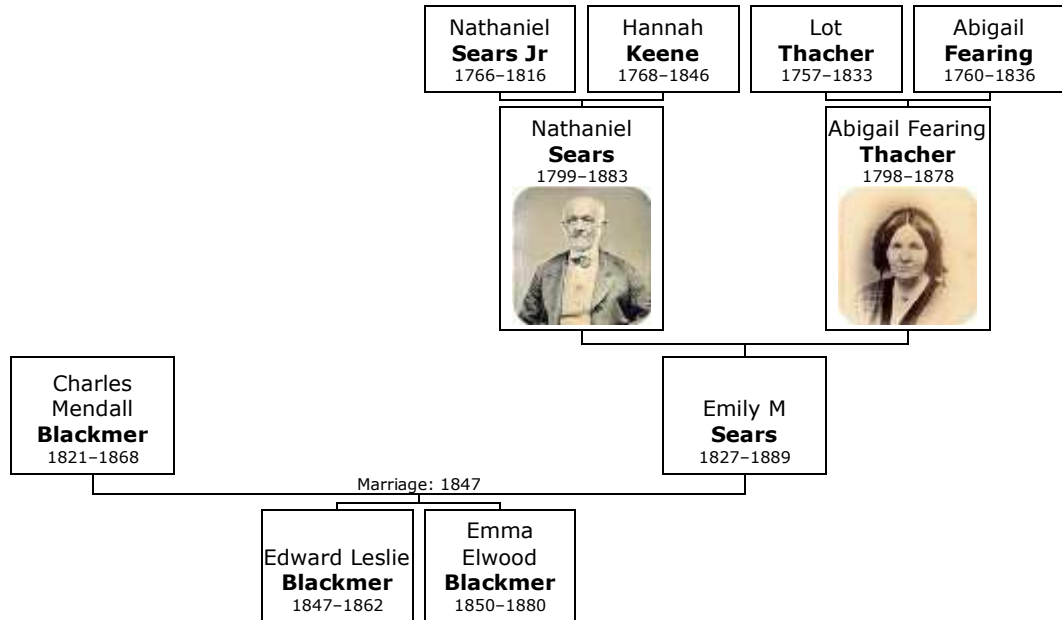 Nathaniel
Sears Jr
1766–1816
Hannah
Keene
1768–1846
Lot
Thacher
1757–1833
Abigail
Fearing
1760–1836
Nathaniel
Sears
1799–1883
Abigail Fearing
Thacher
1798–1878
Charles
Mendall
Blackmer
1821–1868
Emily M
Sears
1827–1889
Marriage: 1847
Edward Leslie
Blackmer
1847–1862
Emma
Elwood
Blackmer
1850–1880